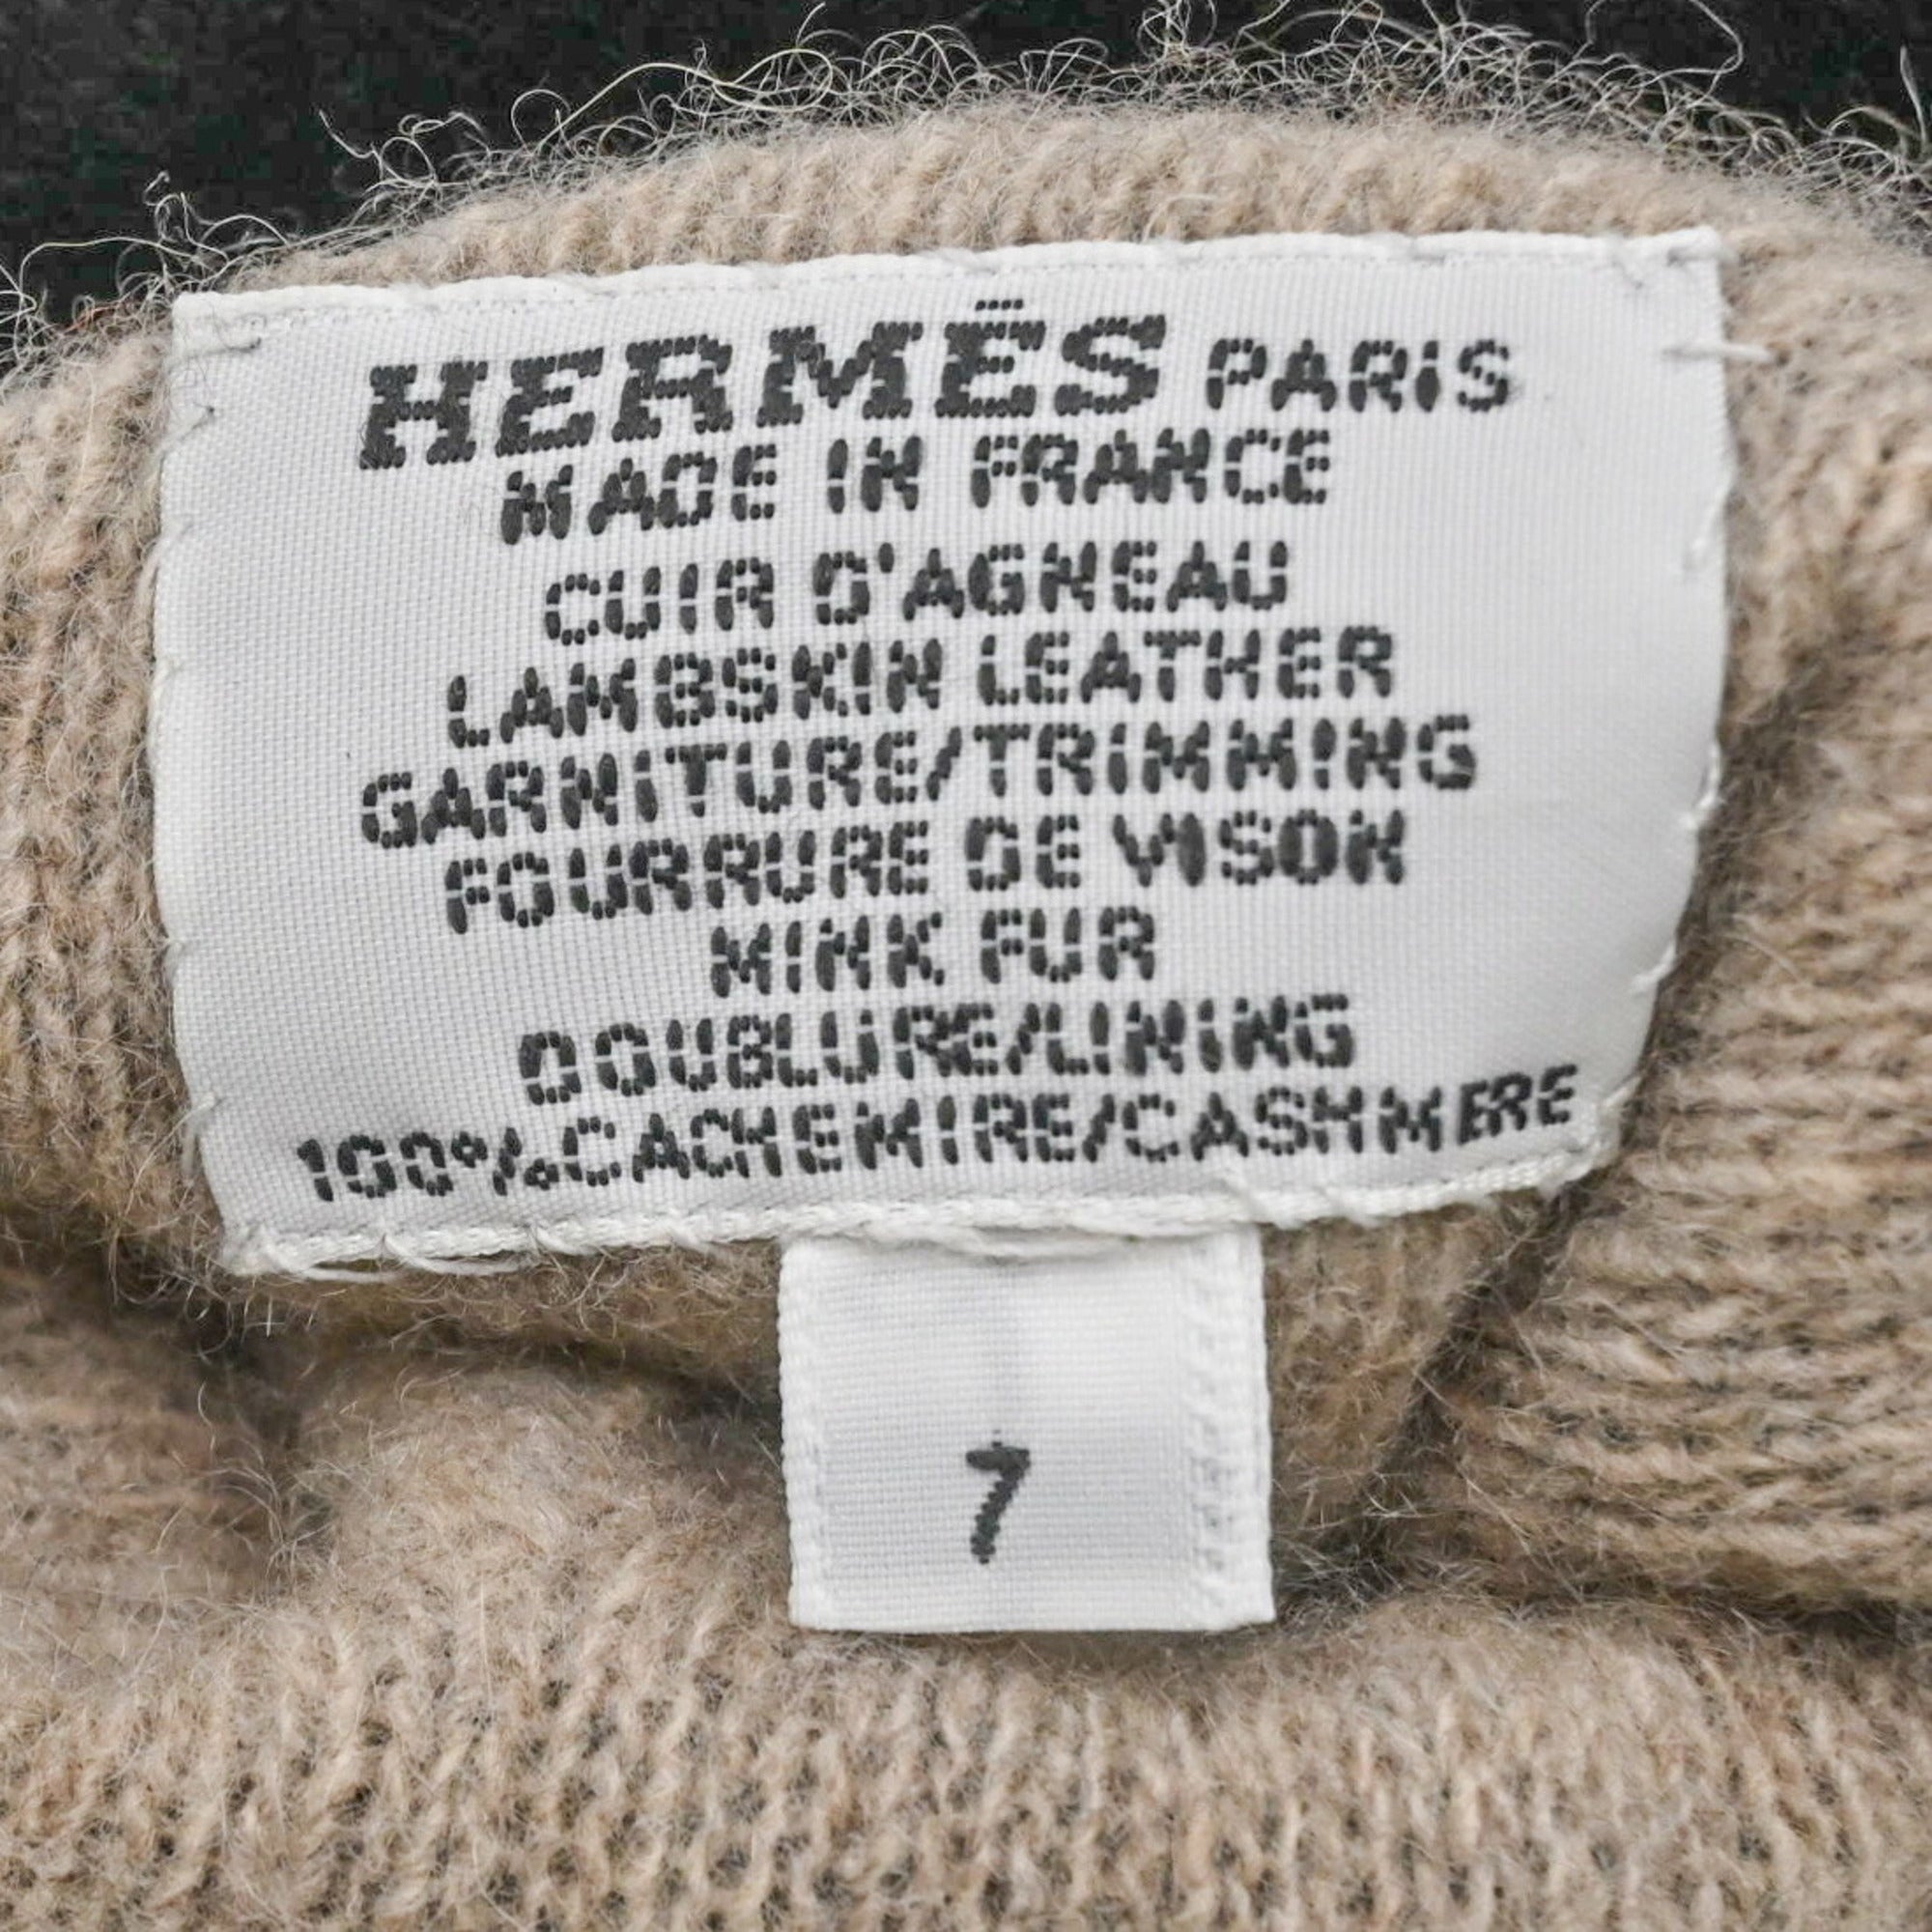 HERMÈS PARIS
MADE IN FRANCE
CUIR D'AGNEAU
LAMBSKIN LEATHER
GARNITURE/TRIMMING
FOURRURE DE VISON
MINK FUR
DOUBLURE/LINING
100%CACHEMIRE/CASHMERE
7